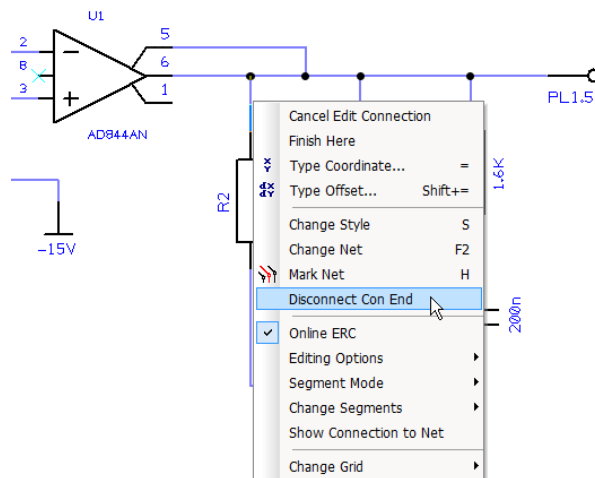 U1
2
8
3
5
6
1
AD844AN
PL1.5
-15V
R2
1.6K
200n
Cancel Edit Connection
Finish Here
Type Coordinate... =
Type Offset... Shift+=
Change Style S
Change Net F2
Mark Net H
Disconnect Con End
Online ERC
Editing Options
Segment Mode
Change Segments
Show Connection to Net
Change Grid